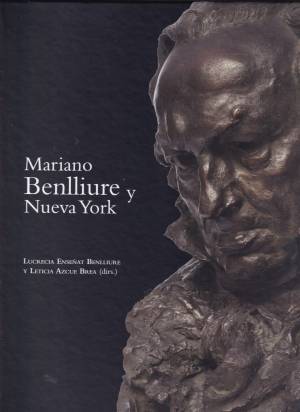 Mariano
Benlliure y
Nueva York
Lucrecia Enseñat Benlliure
y Leticia Azcue Brea (dirs.)